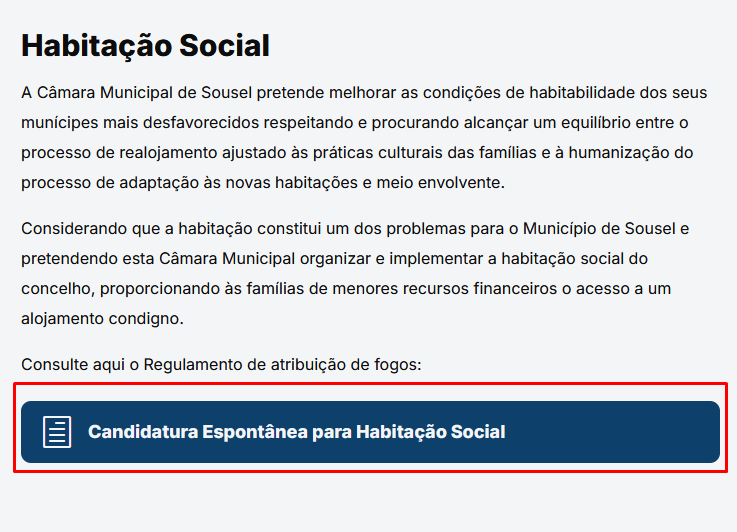 Habitação Social
A Câmara Municipal de Sousel pretende melhorar as condições de habitabilidade dos seus
munícipes mais desfavorecidos respeitando e procurando alcançar um equilíbrio entre o
processo de realojamento ajustado às práticas culturais das famílias e à humanização do
processo de adaptação às novas habitações e meio envolvente.
Considerando que a habitação constitui um dos problemas para o Município de Sousel e
pretendendo esta Câmara Municipal organizar e implementar a habitação social do
concelho, proporcionando às famílias de menores recursos financeiros o acesso a um
alojamento condigno.
Consulte aqui o Regulamento de atribuição de fogos:
Candidatura Espontânea para Habitação Social